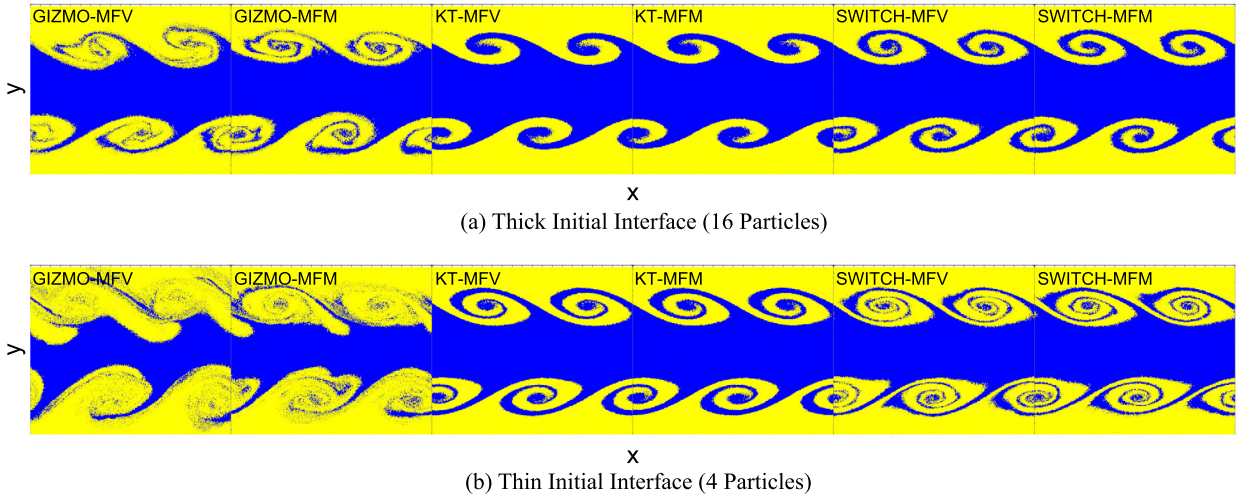 GIZMO-MFV GIZMO-MFM KT-MFV KT-MFM SWITCH-MFV SWITCH-MFM
y
x
(a) Thick Initial Interface (16 Particles)
GIZMO-MFV GIZMO-MFM KT-MFV KT-MFM SWITCH-MFV SWITCH-MFM
y
x
(b) Thin Initial Interface (4 Particles)